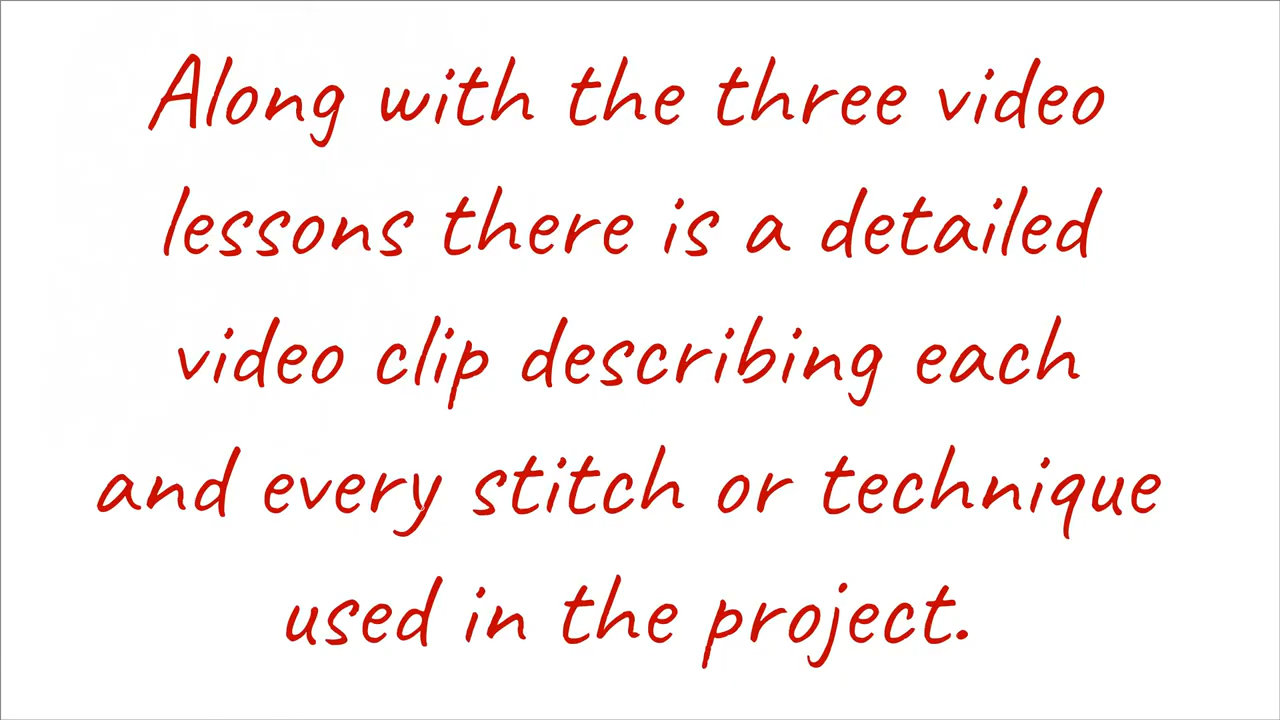 Along with the three video
lessons there is a detailed
video clip describing each
and every stitch or technique
used in the project.